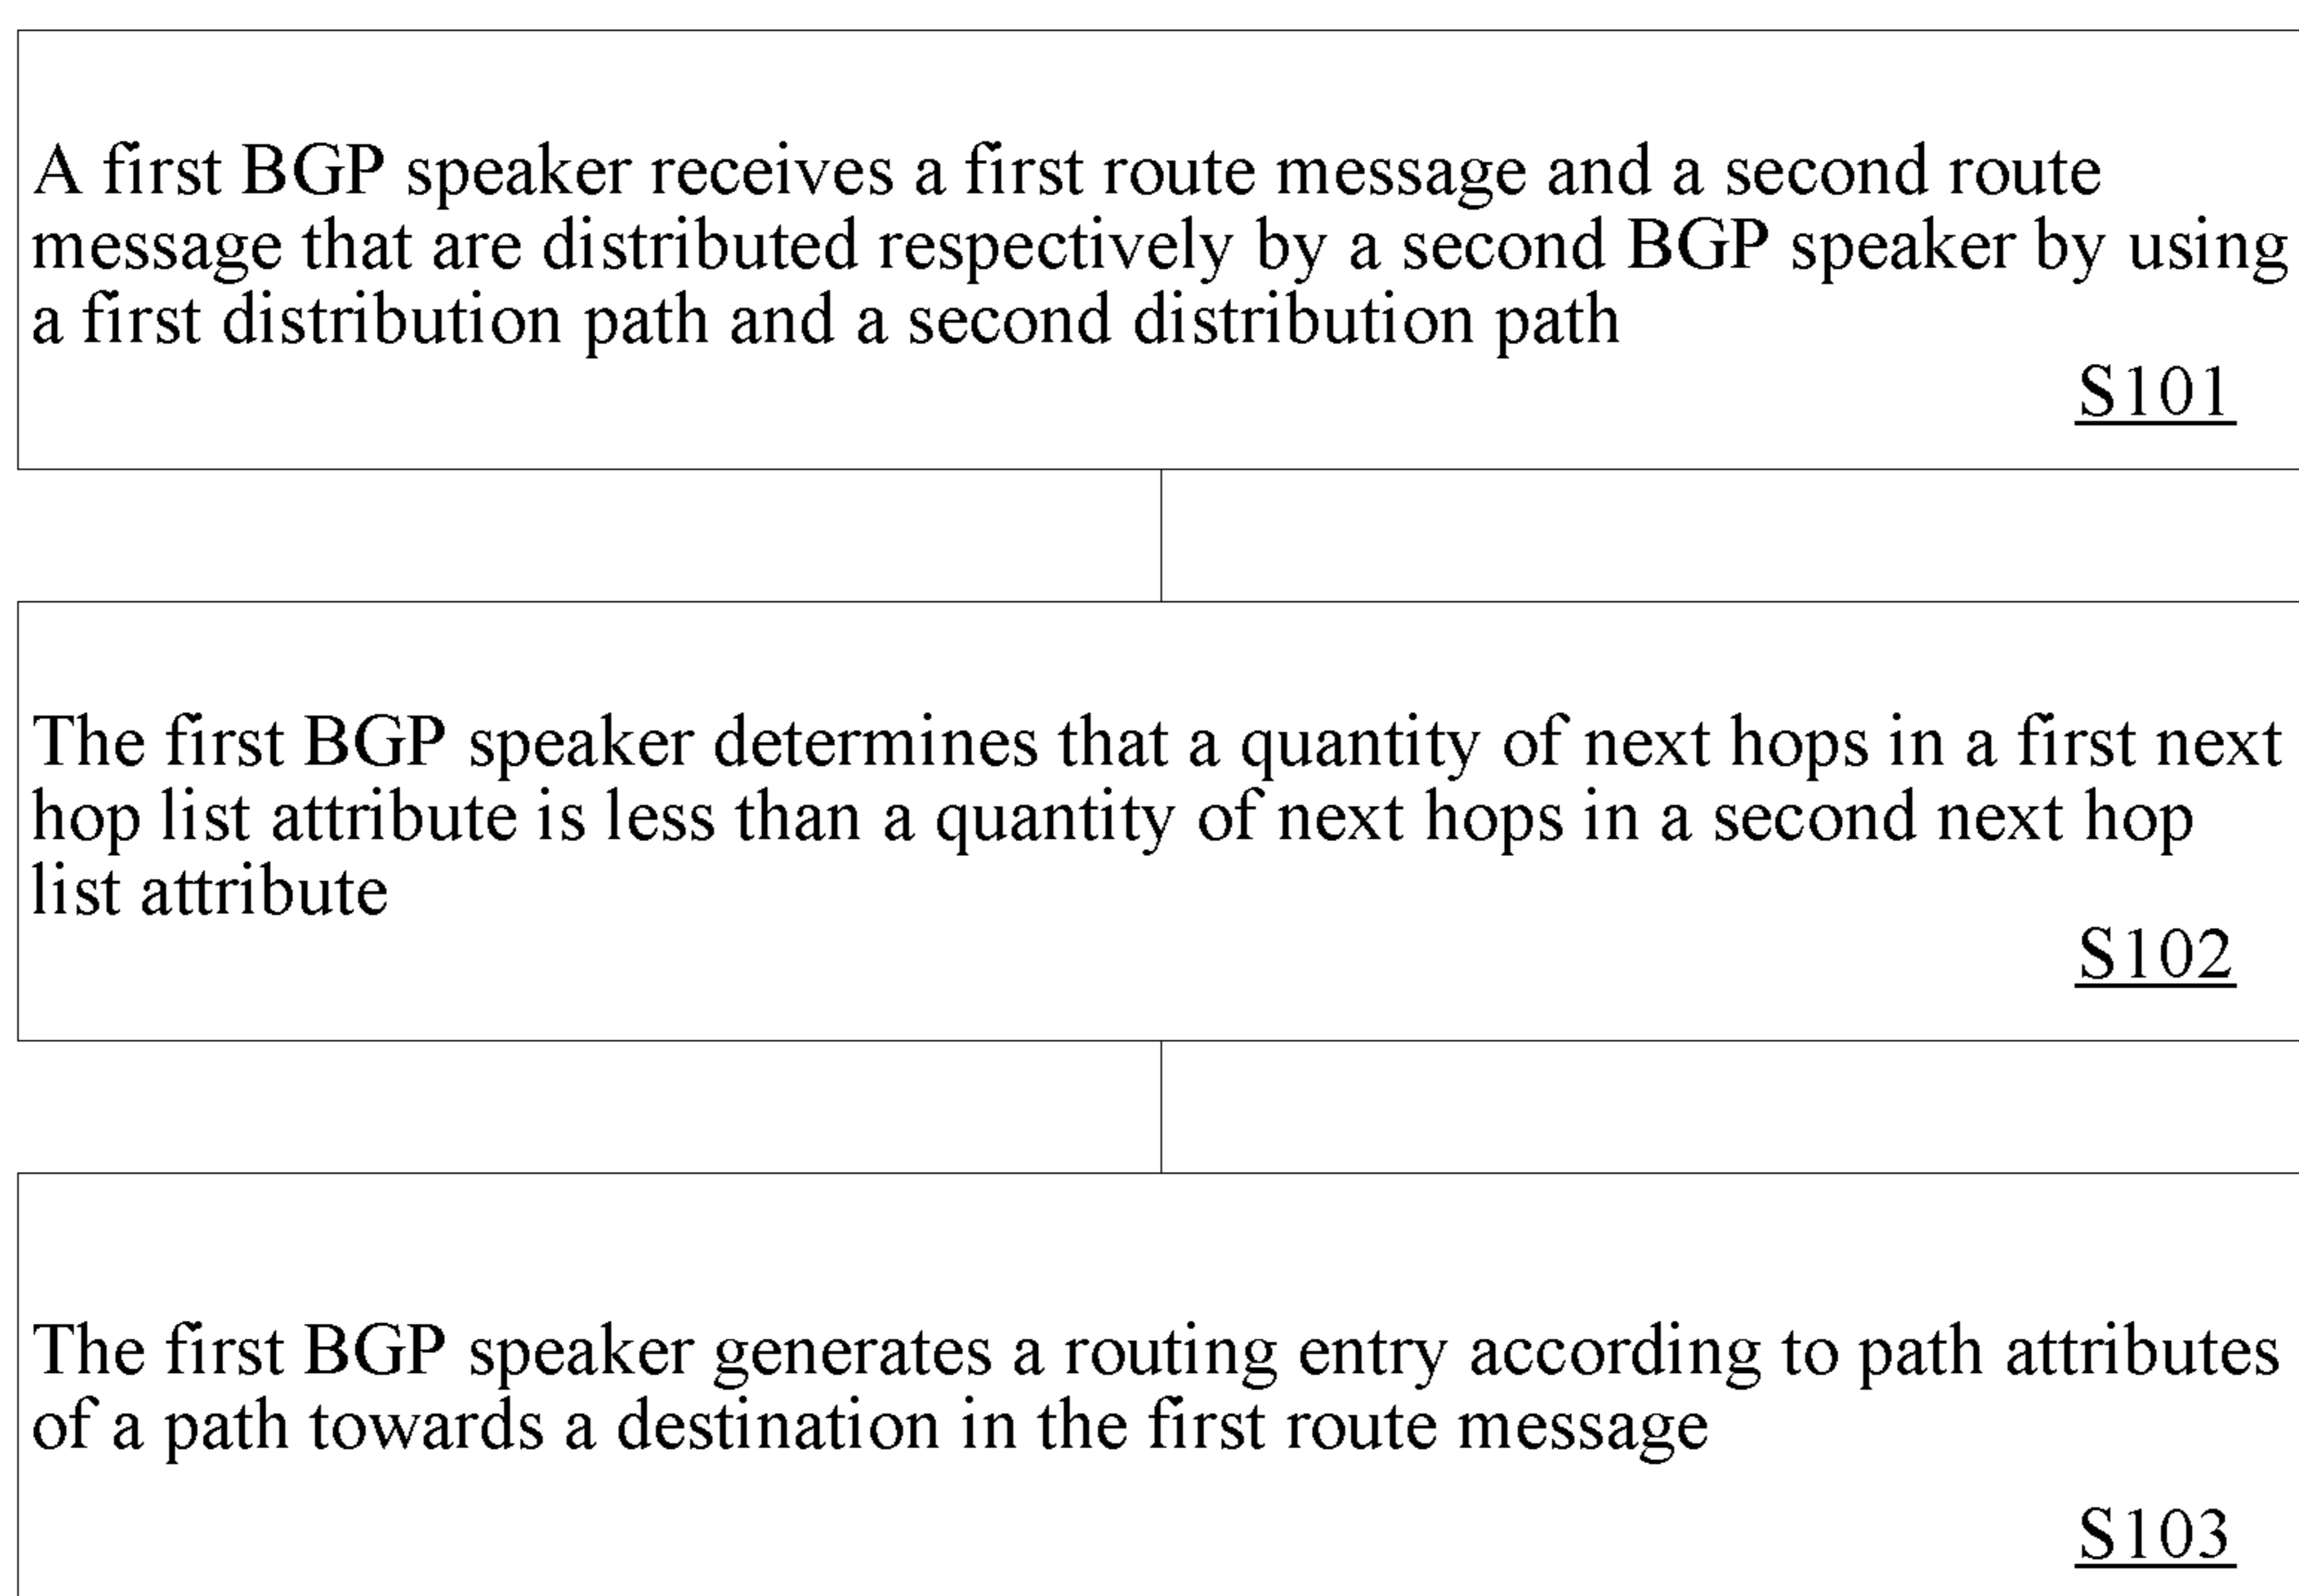 A first BGP speaker receives a first route message and a second route
message that are distributed respectively by a second BGP speaker by using
a first distribution path and a second distribution path
S101
The first BGP speaker determines that a quantity of next hops in a first next
hop list attribute is less than a quantity of next hops in a second next hop
list attribute
S102
The first BGP speaker generates a routing entry according to path attributes
of a path towards a destination in the first route message
S103